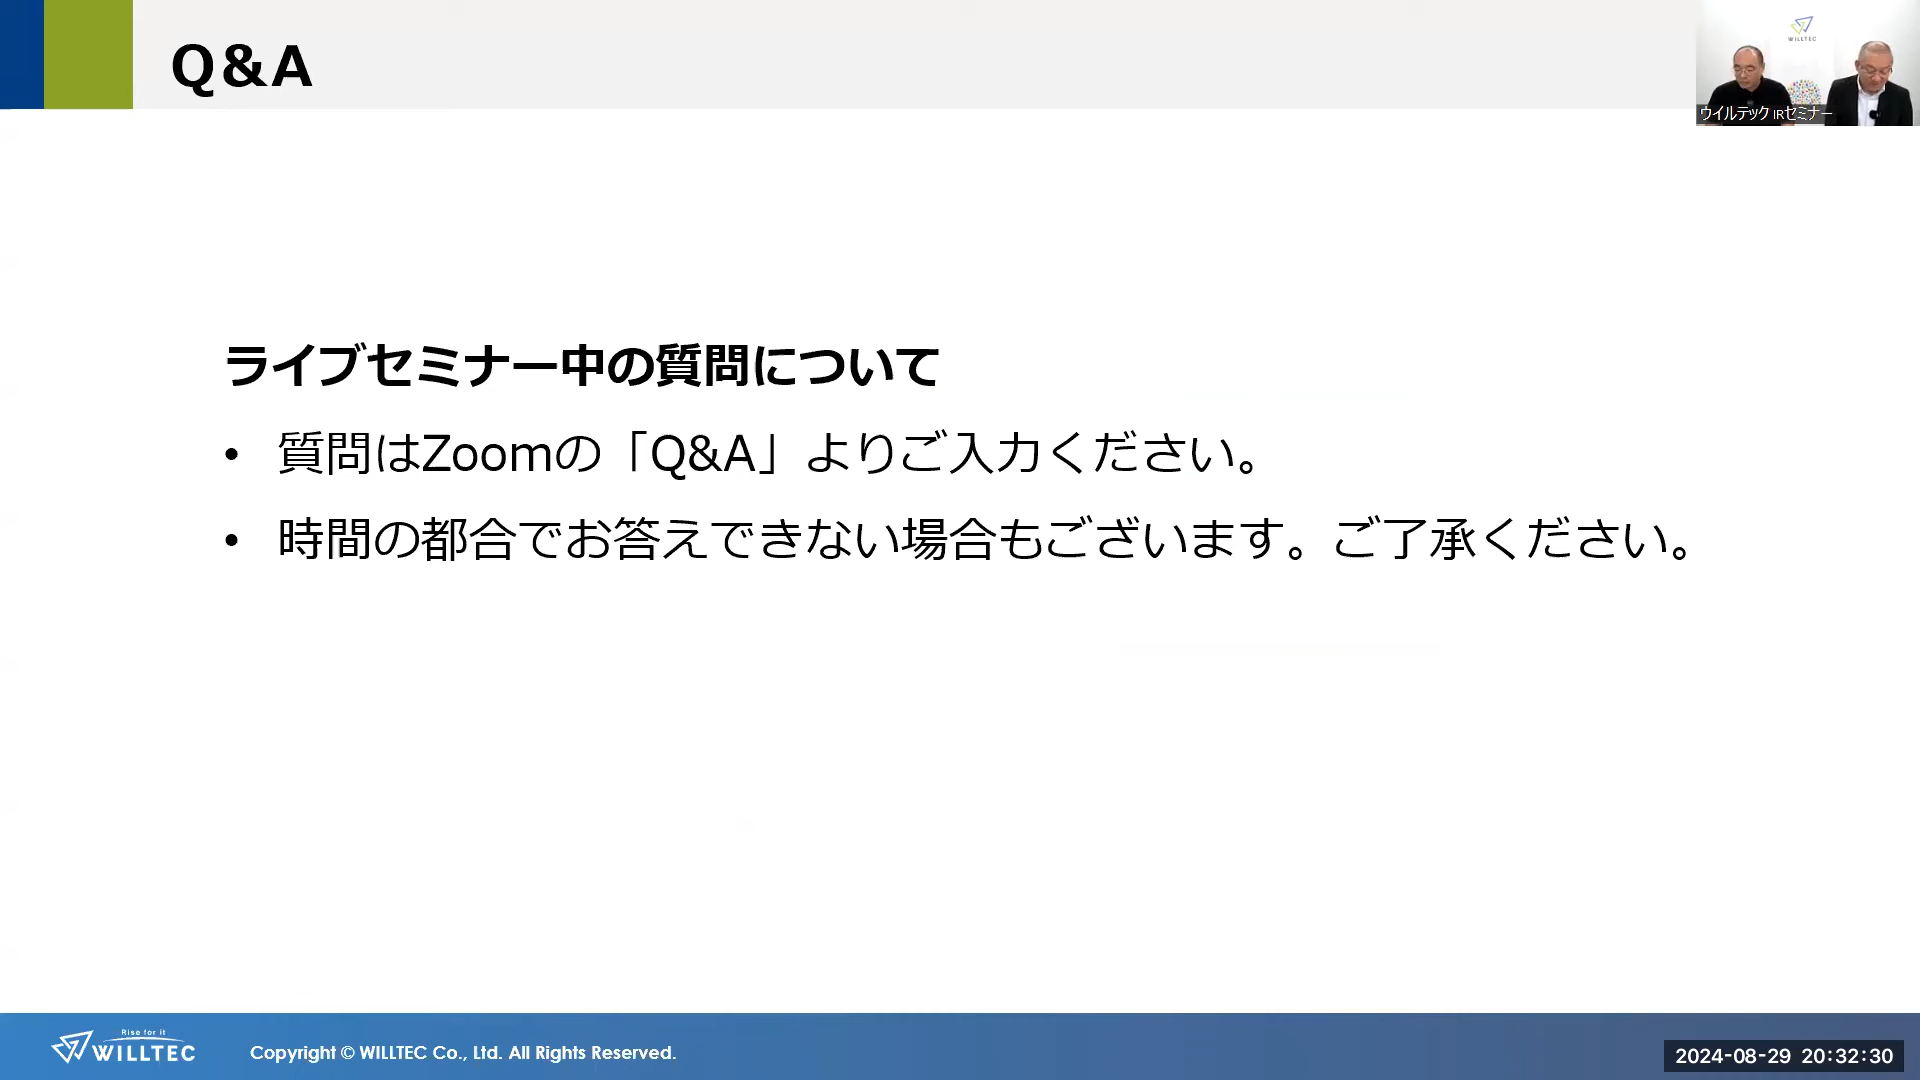 Q&A
WILLTEC
ウイルテック IRセミナー
ライブセミナー中の質問について
• 質問はZoomの「Q&A」よりご入力ください。
• 時間の都合でお答えできない場合もございます。ご了承ください。
Rise for it
WILLTEC
Copyright © WILLTEC Co., Ltd. All Rights Reserved.
2024-08-29 20:32:30